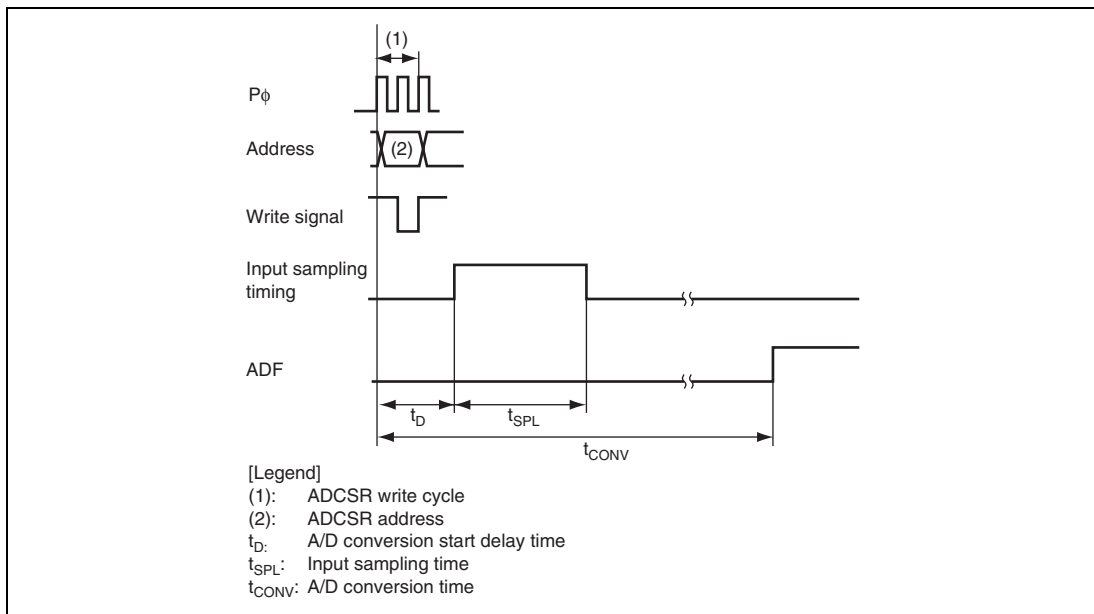 (1)
Pϕ
Address
(2)
Write signal
Input sampling
timing
ADF
tD
tSPL
tCONV
[Legend]
(1): ADCSR write cycle
(2): ADCSR address
tD: A/D conversion start delay time
tSPL: Input sampling time
tCONV: A/D conversion time